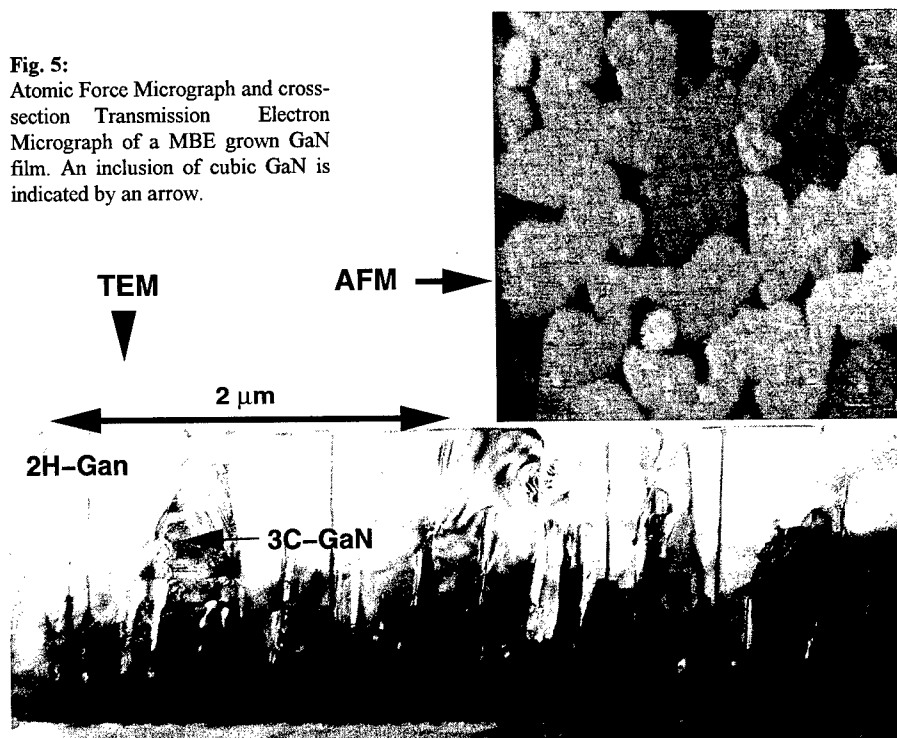 Fig. 5:
Atomic Force Micrograph and cross-
section Transmission Electron
Micrograph of a MBE grown GaN
film. An inclusion of cubic GaN is
indicated by an arrow.
TEM
AFM
2 μm
2H-Gan
3C-GaN